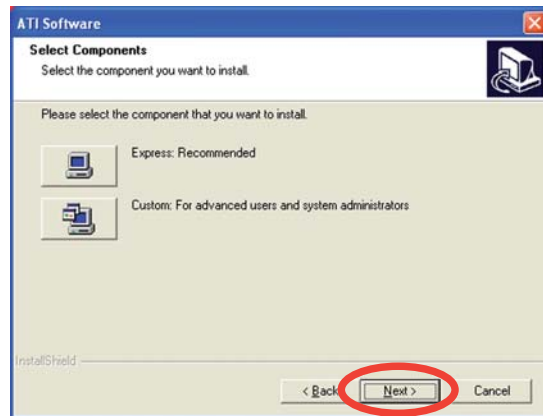 ATI Software
Select Components
Select the component you want to install.
Please select the component that you want to install.
Express: Recommended
Custom: For advanced users and system administrators
InstallShield
< Back Next > Cancel